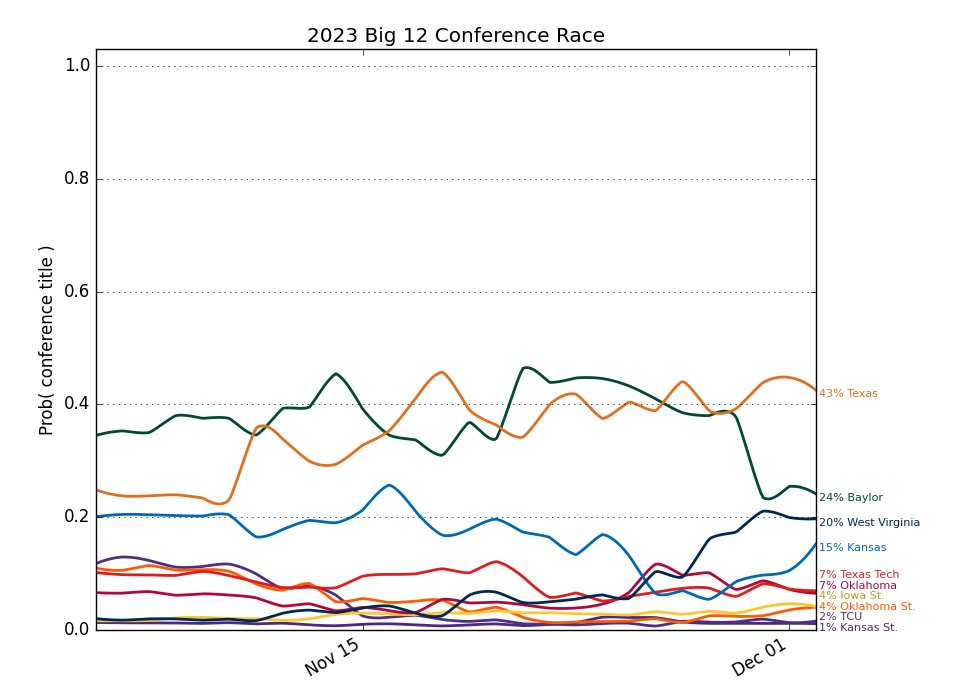 2023 Big 12 Conference Race
Prob( conference title )
1.0
0.8
0.6
0.4
0.2
0.0
Nov 15
Dec 01
43% Texas
24% Baylor
20% West Virginia
15% Kansas
7% Texas Tech
7% Oklahoma
4% Iowa St.
4% Oklahoma St.
2% TCU
1% Kansas St.